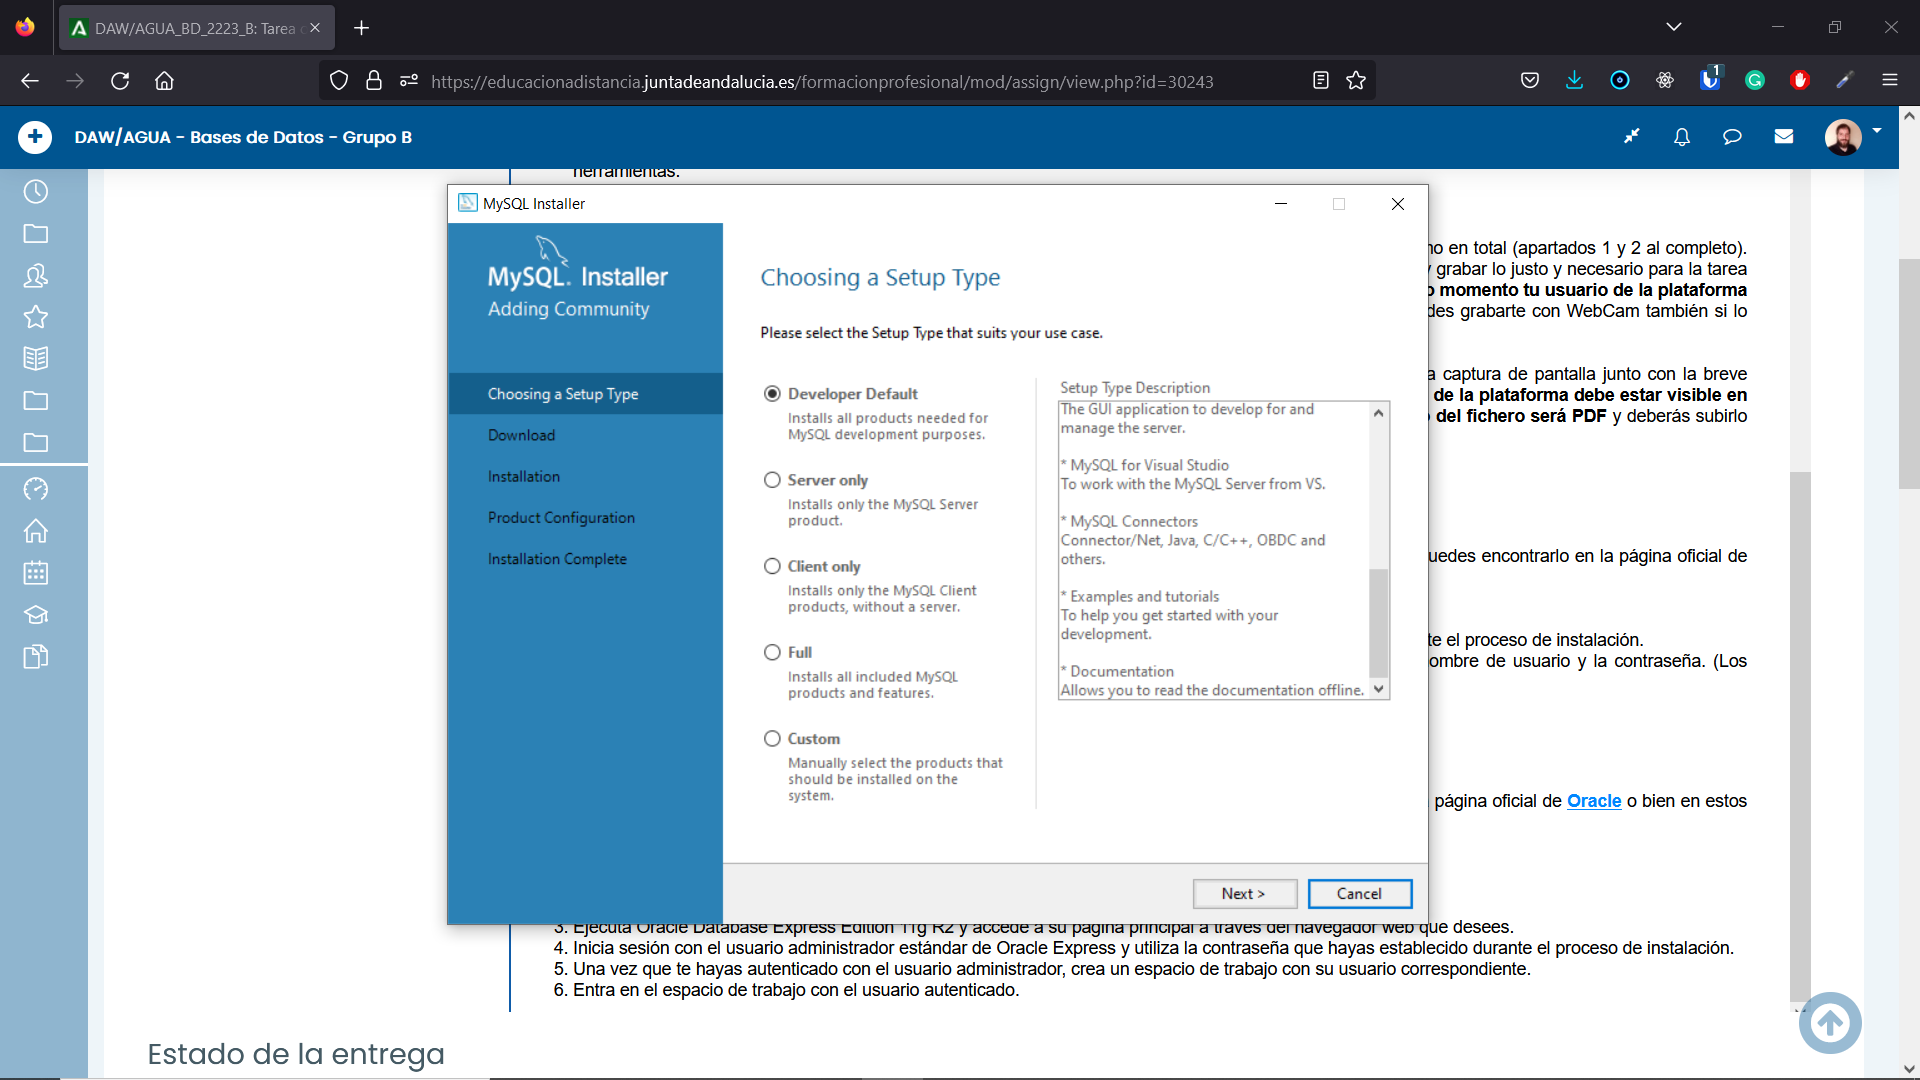 DAW/AGUA_BD_2223_B: Tarea
https://educacionadistancia.juntadeandalucia.es/formacionprofesional/mod/assign/view.php?id=30243
1
DAW/AGUA - Bases de Datos - Grupo B
herramientas.
MySQL Installer
MySQL. Installer
Adding Community
Choosing a Setup Type
Download
Installation
Product Configuration
Installation Complete
Choosing a Setup Type
Please select the Setup Type that suits your use case.
Developer Default
Installs all products needed for
MySQL development purposes.
Server only
Installs only the MySQL Server
product.
Client only
Installs only the MySQL Client
products, without a server.
Full
Installs all included MySQL
products and features.
Custom
Manually select the products that
should be installed on the
system.
Setup Type Description
The GUI application to develop for and
manage the server.
* MySQL for Visual Studio
To work with the MySQL Server from VS.
* MySQL Connectors
Connector/Net, Java, C/C++, OBDC and
others.
* Examples and tutorials
To help you get started with your
development.
* Documentation
Allows you to read the documentation offline.
Next >
Cancel
en total (apartados 1 y 2 al completo).
grabar lo justo y necesario para la tarea
momento tu usuario de la plataforma
des grabarte con WebCam también si lo
a captura de pantalla junto con la breve
de la plataforma debe estar visible en
del fichero será PDF y deberás subirlo
uedes encontrarlo en la página oficial de
te el proceso de instalación.
ombre de usuario y la contraseña. (Los
página oficial de Oracle o bien en estos
3. Ejecuta Oracle Database Express Edition 11g R2 y accede a su página principal a través del navegador web que desees.
4. Inicia sesión con el usuario administrador estándar de Oracle Express y utiliza la contraseña que hayas establecido durante el proceso de instalación.
5. Una vez que te hayas autenticado con el usuario administrador, crea un espacio de trabajo con su usuario correspondiente.
6. Entra en el espacio de trabajo con el usuario autenticado.
Estado de la entrega